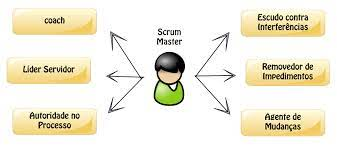 coach
Líder Servidor
Autoridade no
Processo
Scrum
Master
Escudo contra
Interferências
Removedor de
Impedimentos
Agente de
Mudanças